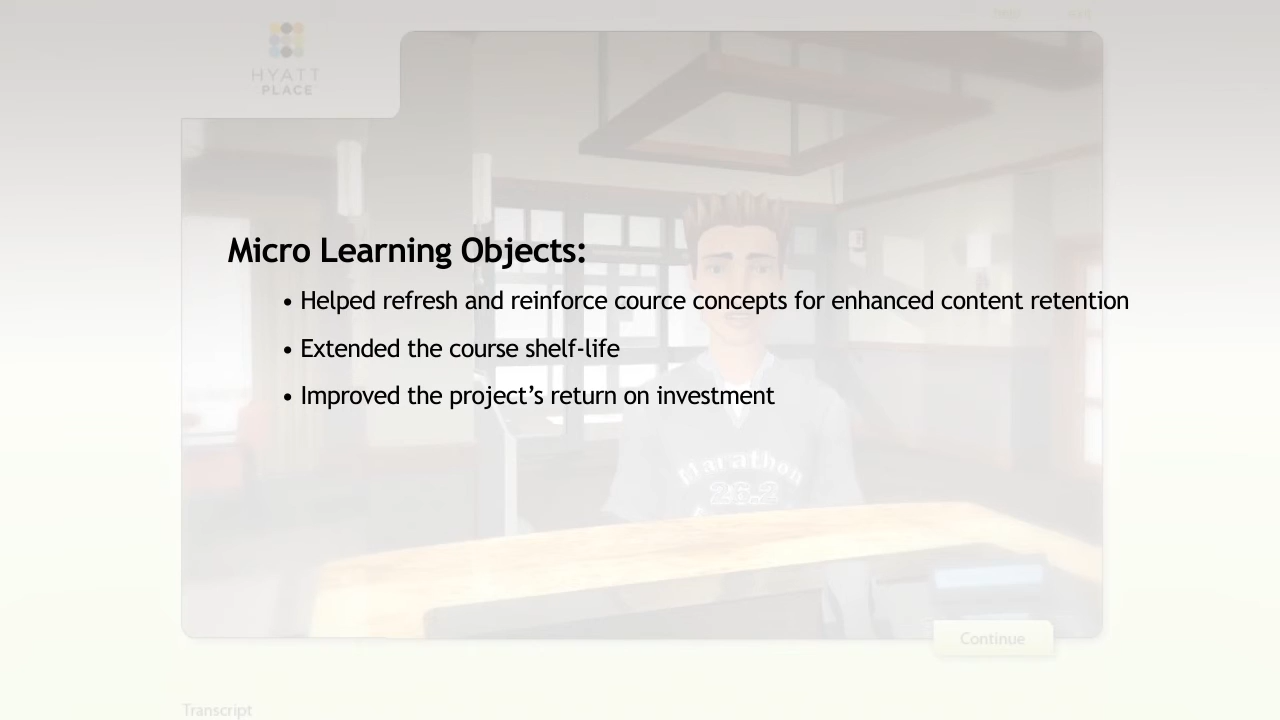 HYATT
PLACE
Micro Learning Objects:
• Helped refresh and reinforce cource concepts for enhanced content retention
• Extended the course shelf-life
• Improved the project’s return on investment
Marathon
26.2
Continue
Transcript